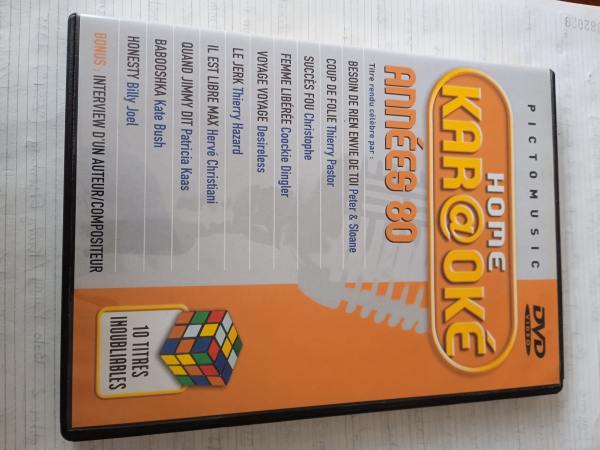 PICTOMUSIC
DVD
VIDEO
HOME
KAR@OKÉ
ANNÉES 80
Titre rendu célèbre par :
BESOIN DE RIEN ENVIE DE TOI Peter & Sloane
COUP DE FOLIE Thierry Pastor
SUCCÈS FOU Christophe
FEMME LIBÉRÉE Coockie Dingler
VOYAGE VOYAGE Desireless
LE JERK Thierry Hazard
IL EST LIBRE MAX Hervé Christiani
QUAND JIMMY DIT Patricia Kaas
BABOOSHKA Kate Bush
HONESTY Billy Joel
BONUS : INTERVIEW D'UN AUTEUR/COMPOSITEUR
10 TITRES
INOUBLIABLES